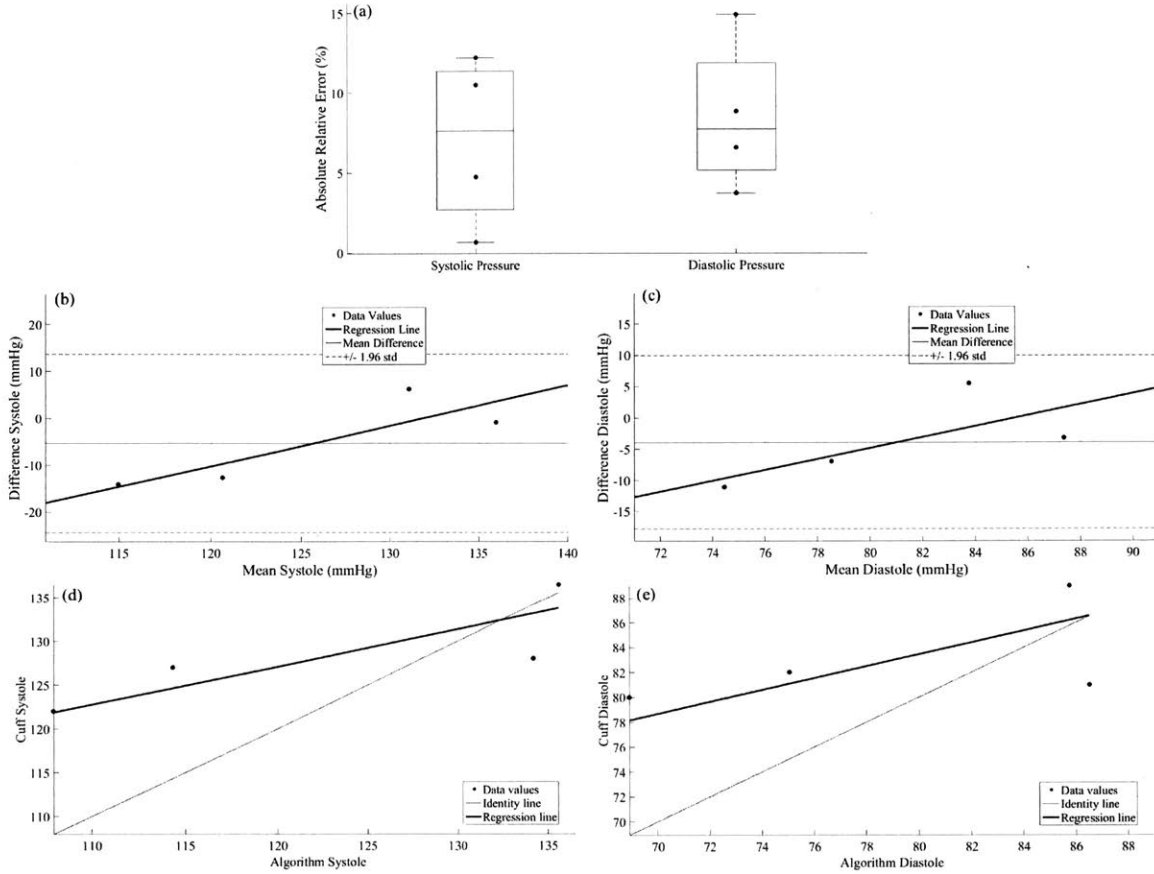 (a)
15
10
5
0
Absolute Relative Error (%)
Systolic Pressure
Diastolic Pressure
(b)
20
10
0
-10
-20
Difference Systole (mmHg)
Data Values
Regression Line
Mean Difference
+/- 1.96 std
115 120 125 130 135 140
Mean Systole (mmHg)
(c)
15
10
5
0
-5
-10
-15
Difference Diastole (mmHg)
Data Values
Regression Line
Mean Difference
+/- 1.96 std
72 74 76 78 80 82 84 86 88 90
Mean Diastole (mmHg)
(d)
135
130
125
120
115
110
Cuff Systole
Data values
Identity line
Regression line
110 115 120 125 130 135
Algorithm Systole
(e)
88
86
84
82
80
78
76
74
72
70
Cuff Diastole
Data values
Identity line
Regression line
70 72 74 76 78 80 82 84 86 88
Algorithm Diastole